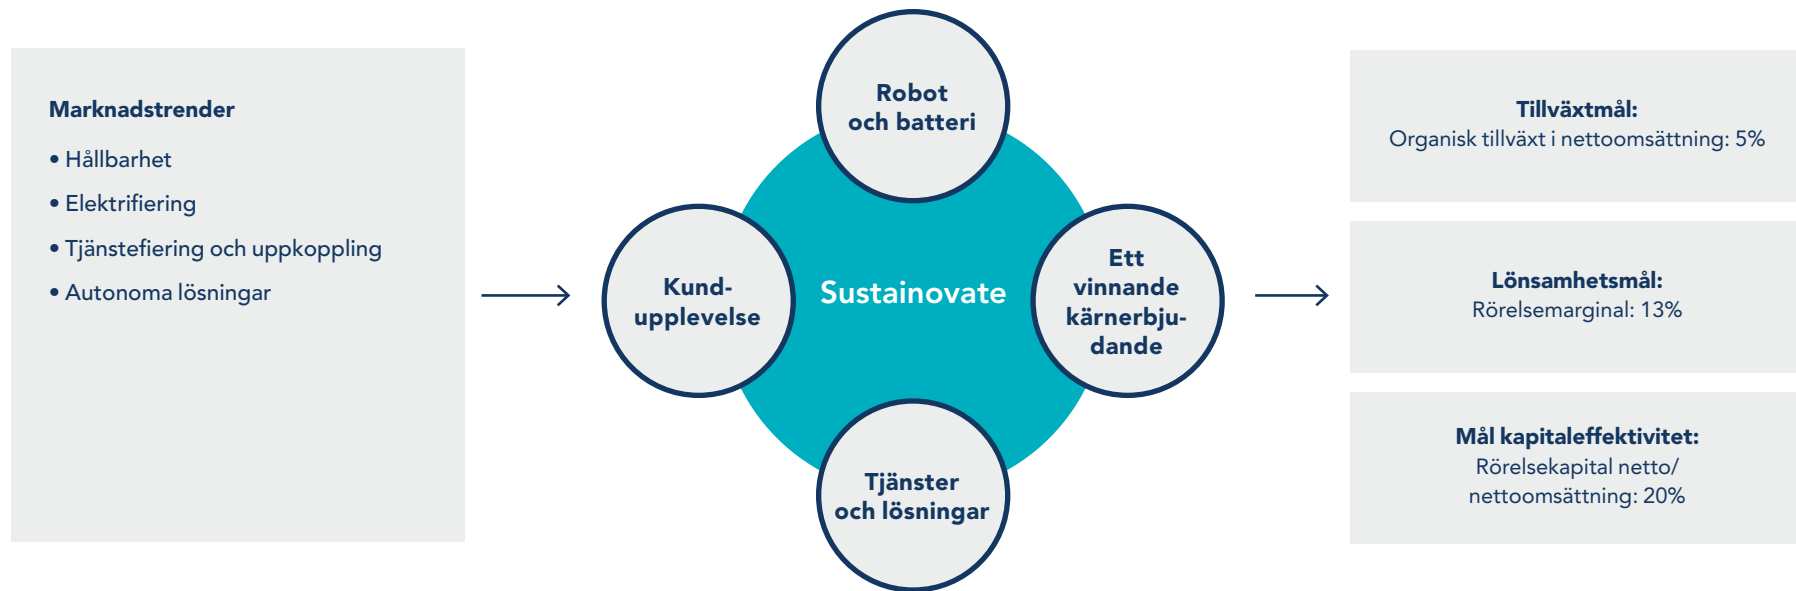 Marknadstrender
• Hållbarhet
• Elektrifiering
• Tjänstefiering och uppkoppling
• Autonoma lösningar
Robot
och batteri
Kund-
upplevelse
Sustainovate
Ett
vinnande
kärnerbju-
dande
Tjänster
och lösningar
Tillväxtmål:
Organisk tillväxt i nettoomsättning: 5%
Lönsamhetsmål:
Rörelsemarginal: 13%
Mål kapitaleffektivitet:
Rörelsekapital netto/
nettoomsättning: 20%